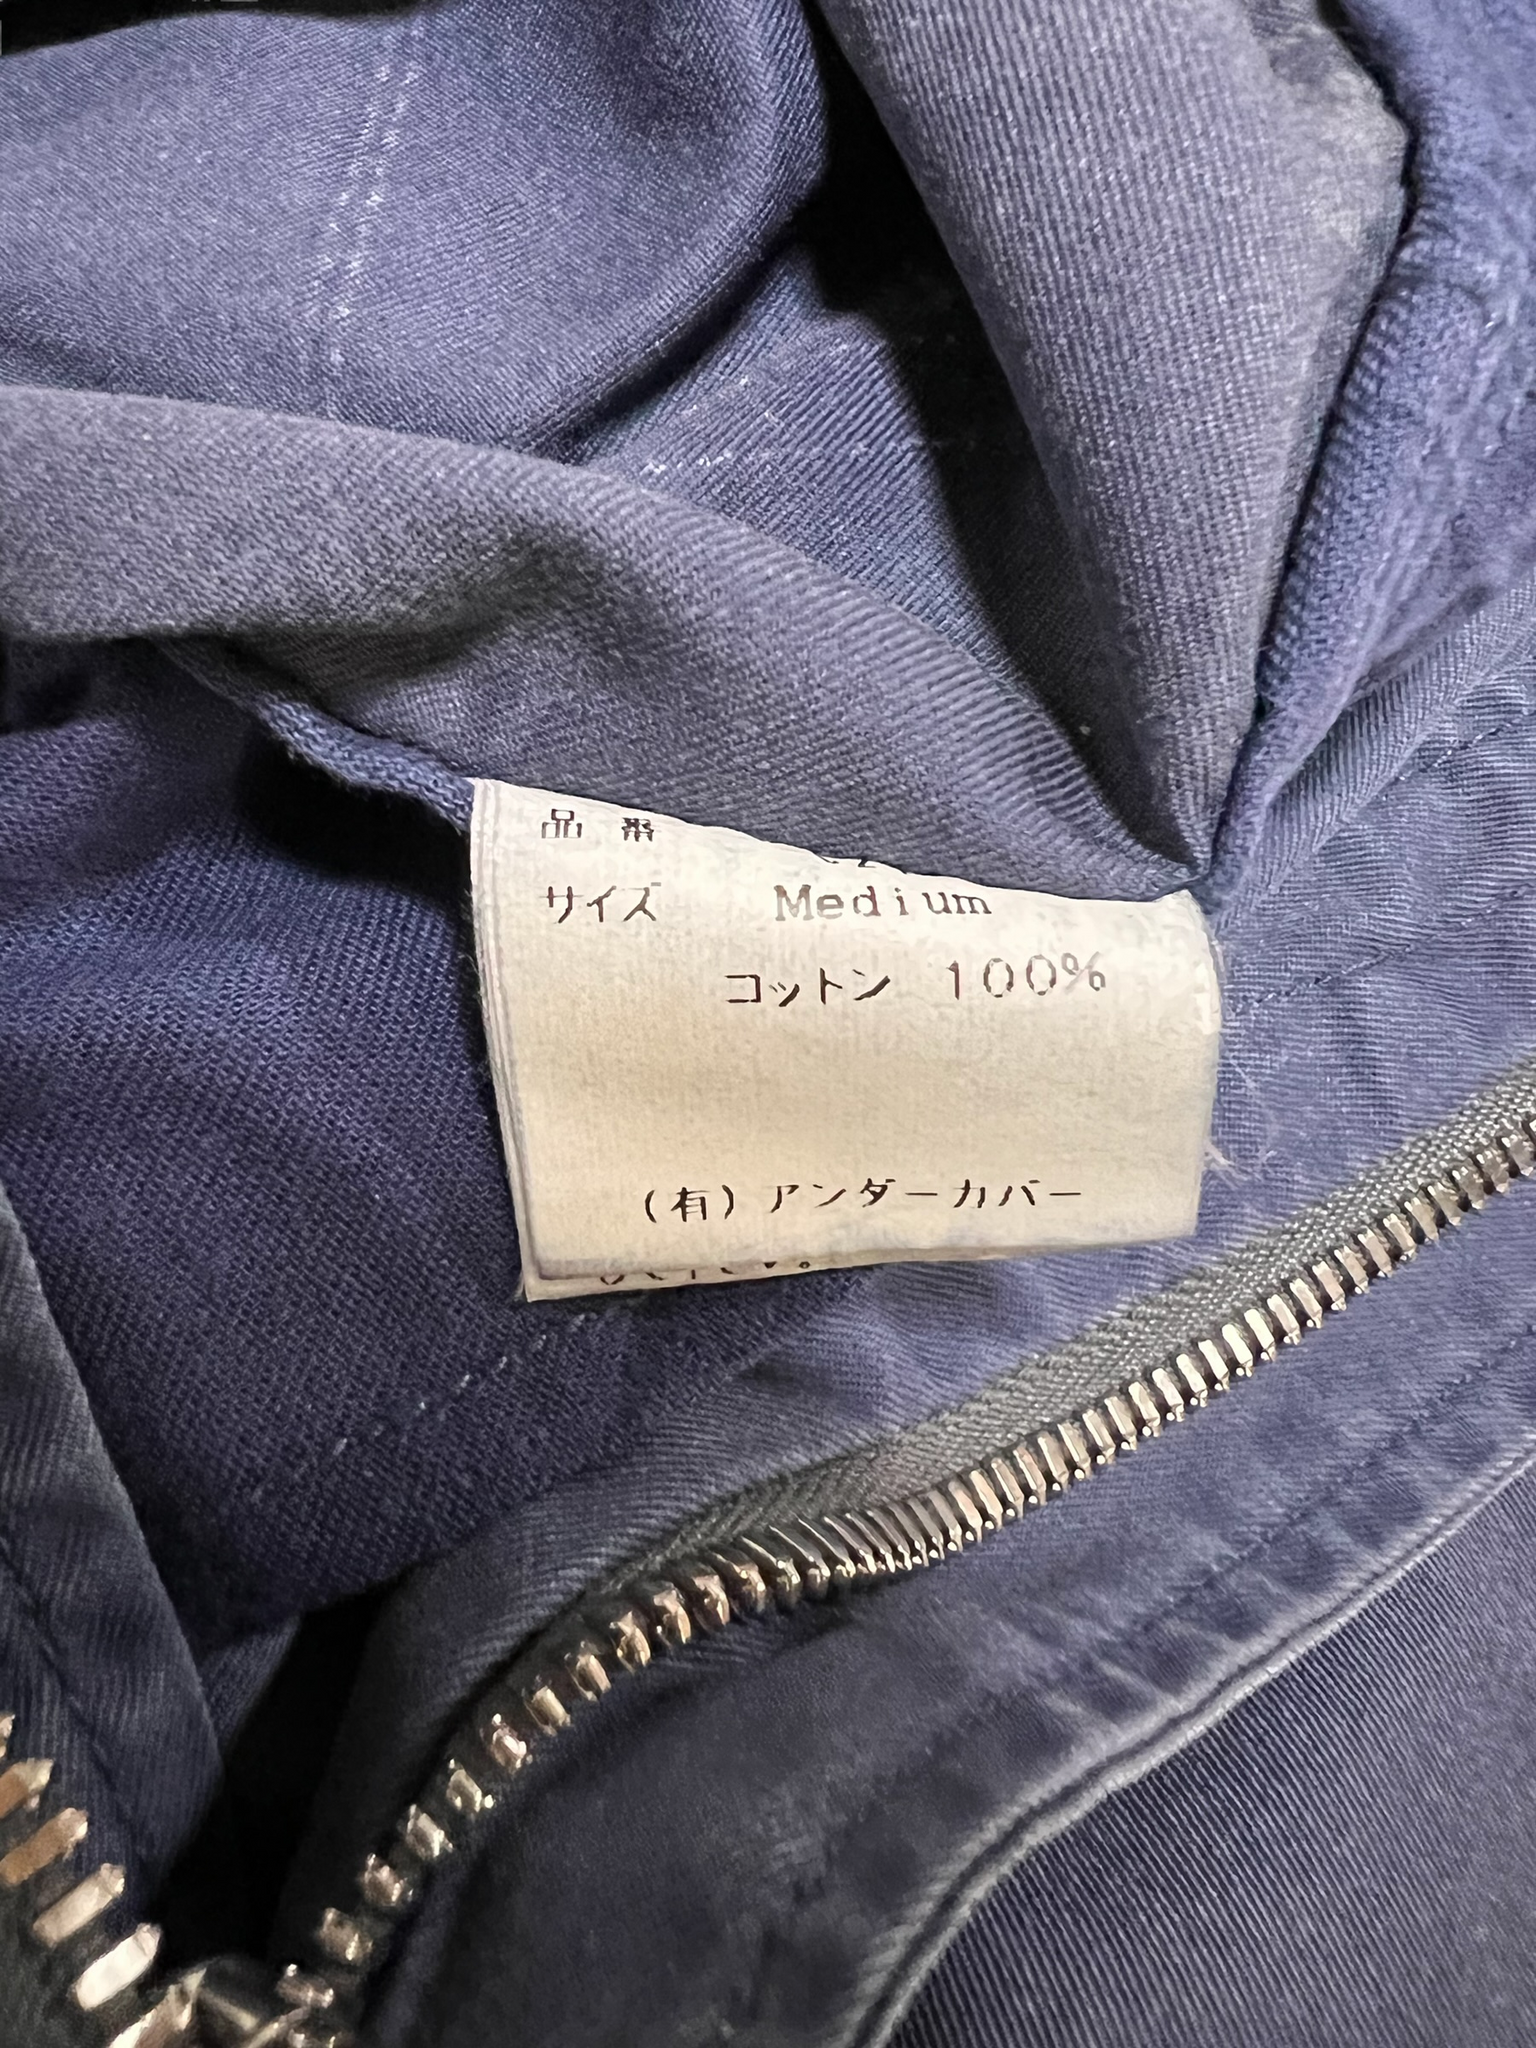 品番
サイズ Medium
コットン 100%
(有)アンダーカバー